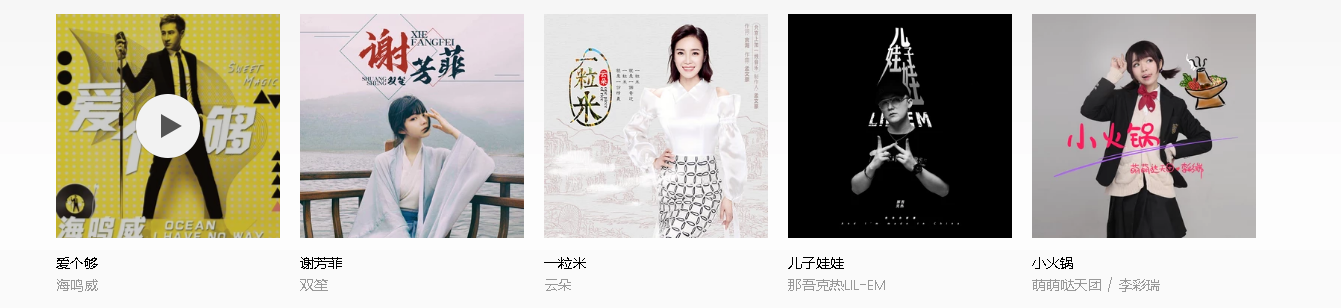 SWEET
MAGIC
爱个够
海鸣威
OCEAN
I HAVE NO WAY
谢芳菲
XIE
FANGFEI
SHUANG
SHENG
双笙
一粒米
云朵
儿子娃娃
LIL-EM
小火锅
萌萌哒天团
爱个够
谢芳菲
一粒米
儿子娃娃
小火锅
海鸣威
双笙
云朵
那吾克热LIL-EM
萌萌哒天团 / 李彩瑞